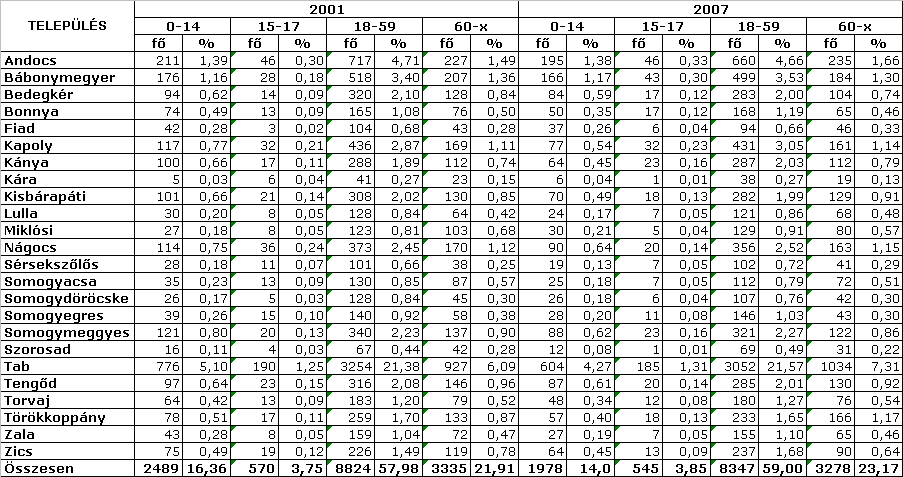 TELEPÜLÉS 2001 2007
0-14 15-17 18-59 60-x 0-14 15-17 18-59 60-x
fő % fő % fő % fő % fő % fő % fő % fő %
Andocs 211 1,39 46 0,30 717 4,71 227 1,49 195 1,38 46 0,33 660 4,66 235 1,66
Bábonymegyer 176 1,16 28 0,18 518 3,40 207 1,36 166 1,17 43 0,30 499 3,53 184 1,30
Bedegkér 94 0,62 14 0,09 320 2,10 128 0,84 84 0,59 17 0,12 283 2,00 104 0,74
Bonnya 74 0,49 13 0,09 165 1,08 76 0,50 50 0,35 17 0,12 168 1,19 65 0,46
Fiad 42 0,28 3 0,02 104 0,68 43 0,28 37 0,26 6 0,04 94 0,66 46 0,33
Kapoly 117 0,77 32 0,21 436 2,87 169 1,11 77 0,54 32 0,23 431 3,05 161 1,14
Kánya 100 0,66 17 0,11 288 1,89 112 0,74 64 0,45 23 0,16 287 2,03 112 0,79
Kára 5 0,03 6 0,04 41 0,27 23 0,15 6 0,04 1 0,01 38 0,27 19 0,13
Kisbárapáti 101 0,66 21 0,14 308 2,02 130 0,85 70 0,49 18 0,13 282 1,99 129 0,91
Lulla 30 0,20 8 0,05 128 0,84 64 0,42 24 0,17 7 0,05 121 0,86 68 0,48
Miklósi 27 0,18 8 0,05 123 0,81 103 0,68 30 0,21 5 0,04 129 0,91 80 0,57
Nágocs 114 0,75 36 0,24 373 2,45 170 1,12 90 0,64 20 0,14 356 2,52 163 1,15
Sérsekszőlős 28 0,18 11 0,07 101 0,66 38 0,25 19 0,13 7 0,05 102 0,72 41 0,29
Somogyacsa 35 0,23 13 0,09 130 0,85 87 0,57 25 0,18 7 0,05 112 0,79 72 0,51
Somogydöröcske 26 0,17 5 0,03 128 0,84 45 0,30 26 0,18 6 0,04 107 0,76 42 0,30
Somogyegres 39 0,26 15 0,10 140 0,92 58 0,38 28 0,20 11 0,08 146 1,03 43 0,30
Somogymeggyes 121 0,80 20 0,13 340 2,23 137 0,90 88 0,62 23 0,16 321 2,27 122 0,86
Szorosad 16 0,11 4 0,03 67 0,44 42 0,28 12 0,08 1 0,01 69 0,49 31 0,22
Tab 776 5,10 190 1,25 3254 21,38 927 6,09 604 4,27 185 1,31 3052 21,57 1034 7,31
Tengőd 97 0,64 23 0,15 316 2,08 146 0,96 87 0,61 20 0,14 285 2,01 130 0,92
Torvaj 64 0,42 13 0,09 183 1,20 79 0,52 48 0,34 12 0,08 180 1,27 76 0,54
Törökkoppány 78 0,51 17 0,11 259 1,70 133 0,87 57 0,40 18 0,13 233 1,65 166 1,17
Zala 43 0,28 8 0,05 159 1,04 72 0,47 27 0,19 7 0,05 155 1,10 65 0,46
Zics 75 0,49 19 0,12 226 1,49 119 0,78 64 0,45 13 0,09 237 1,68 90 0,64
Összesen 2489 16,36 570 3,75 8824 57,98 3335 21,91 1978 14,0 545 3,85 8347 59,00 3278 23,17